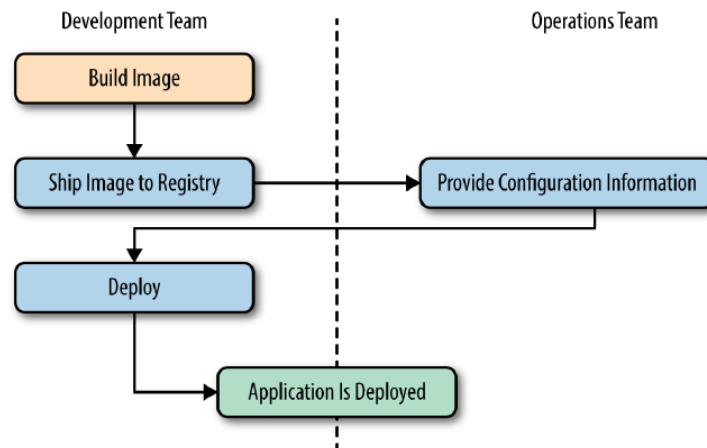 Development Team
Operations Team
Build Image
Ship Image to Registry
Provide Configuration Information
Deploy
Application Is Deployed